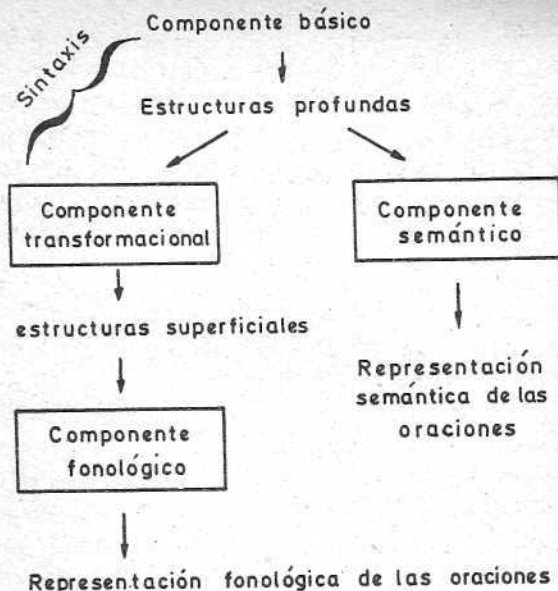 Sintaxis
Componente básico
Estructuras profundas
Componente
transformacional
Componente
semántico
estructuras superficiales
Representación
semántica de las
oraciones
Componente
fonológico
Representación fonológica de las oraciones